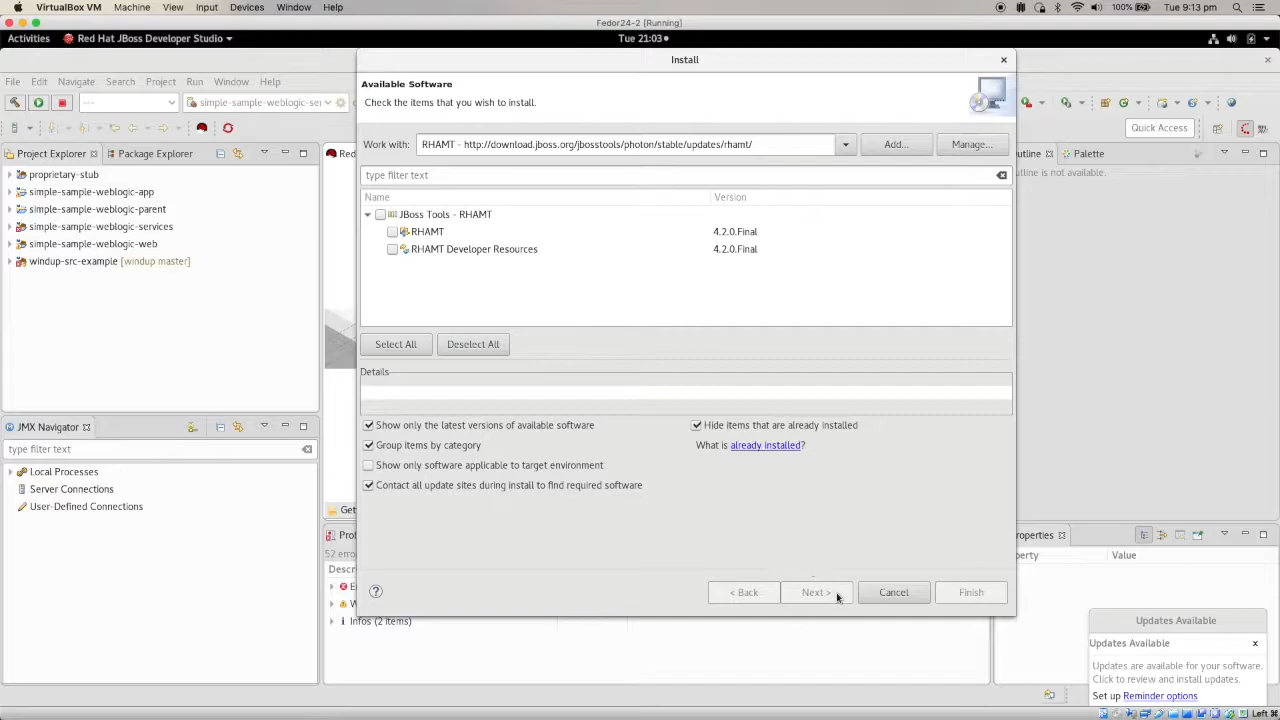 VirtualBox VM Machine View Input Devices Window Help 100% Tue 9:13 pm
Fedor24-2 [Running]
Activities Red Hat JBoss Developer Studio Tue 21:03
Install
File Edit Navigate Search Project Run Window Help
Available Software
Check the items that you wish to install.
--- simple-sample-weblogic-ser
Work with: RHAMT - http://download.jboss.org/jbosstools/photon/stable/updates/rhamt/ Add... Manage...
Quick Access
Project Explorer Package Explorer Red utline Palette
type filter text
utline is not available.
proprietary-stub
simple-sample-weblogic-app
simple-sample-weblogic-parent
simple-sample-weblogic-services
simple-sample-weblogic-web
windup-src-example [windup master]
Name Version
JBoss Tools - RHAMT
RHAMT 4.2.0.Final
RHAMT Developer Resources 4.2.0.Final
Select All Deselect All
Details
Show only the latest versions of available software Hide items that are already installed
Group items by category What is already installed?
Show only software applicable to target environment
Contact all update sites during install to find required software
JMX Navigator
type filter text
Local Processes
Server Connections
User-Defined Connections
Get
Prob
52 erro
Descri
E
W
Infos (2 items)
roperties
operty Value
? < Back Next > Cancel Finish
Updates Available
Updates Available x
Updates are available for your software.
Click to review and install updates.
Set up Reminder options
Left ⌘